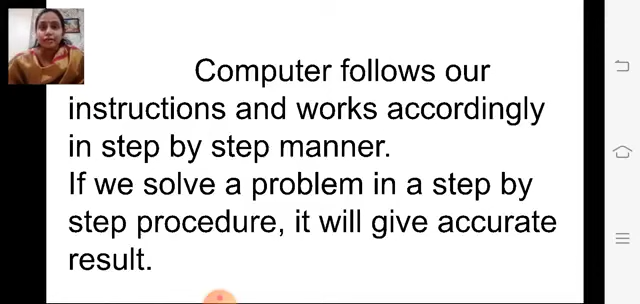 Computer follows our
instructions and works accordingly
in step by step manner.
If we solve a problem in a step by
step procedure, it will give accurate
result.